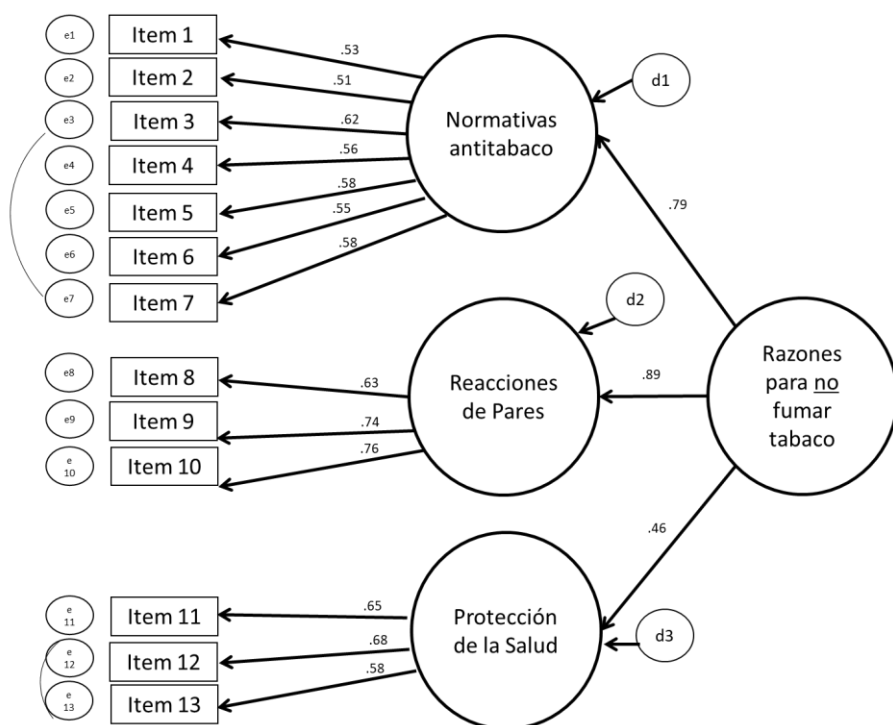 e1
Item 1
.53
e2
Item 2
.51
e3
Item 3
.62
e4
Item 4
.56
e5
Item 5
.58
e6
Item 6
.55
e7
Item 7
.58
Normativas
antitabaco
d1
.79
e8
Item 8
.63
e9
Item 9
.74
e
10
Item 10
.76
Reacciones
de Pares
d2
.89
Razones
para no
fumar
tabaco
e
11
Item 11
.65
e
12
Item 12
.68
e
13
Item 13
.58
Protección
de la Salud
d3
.46